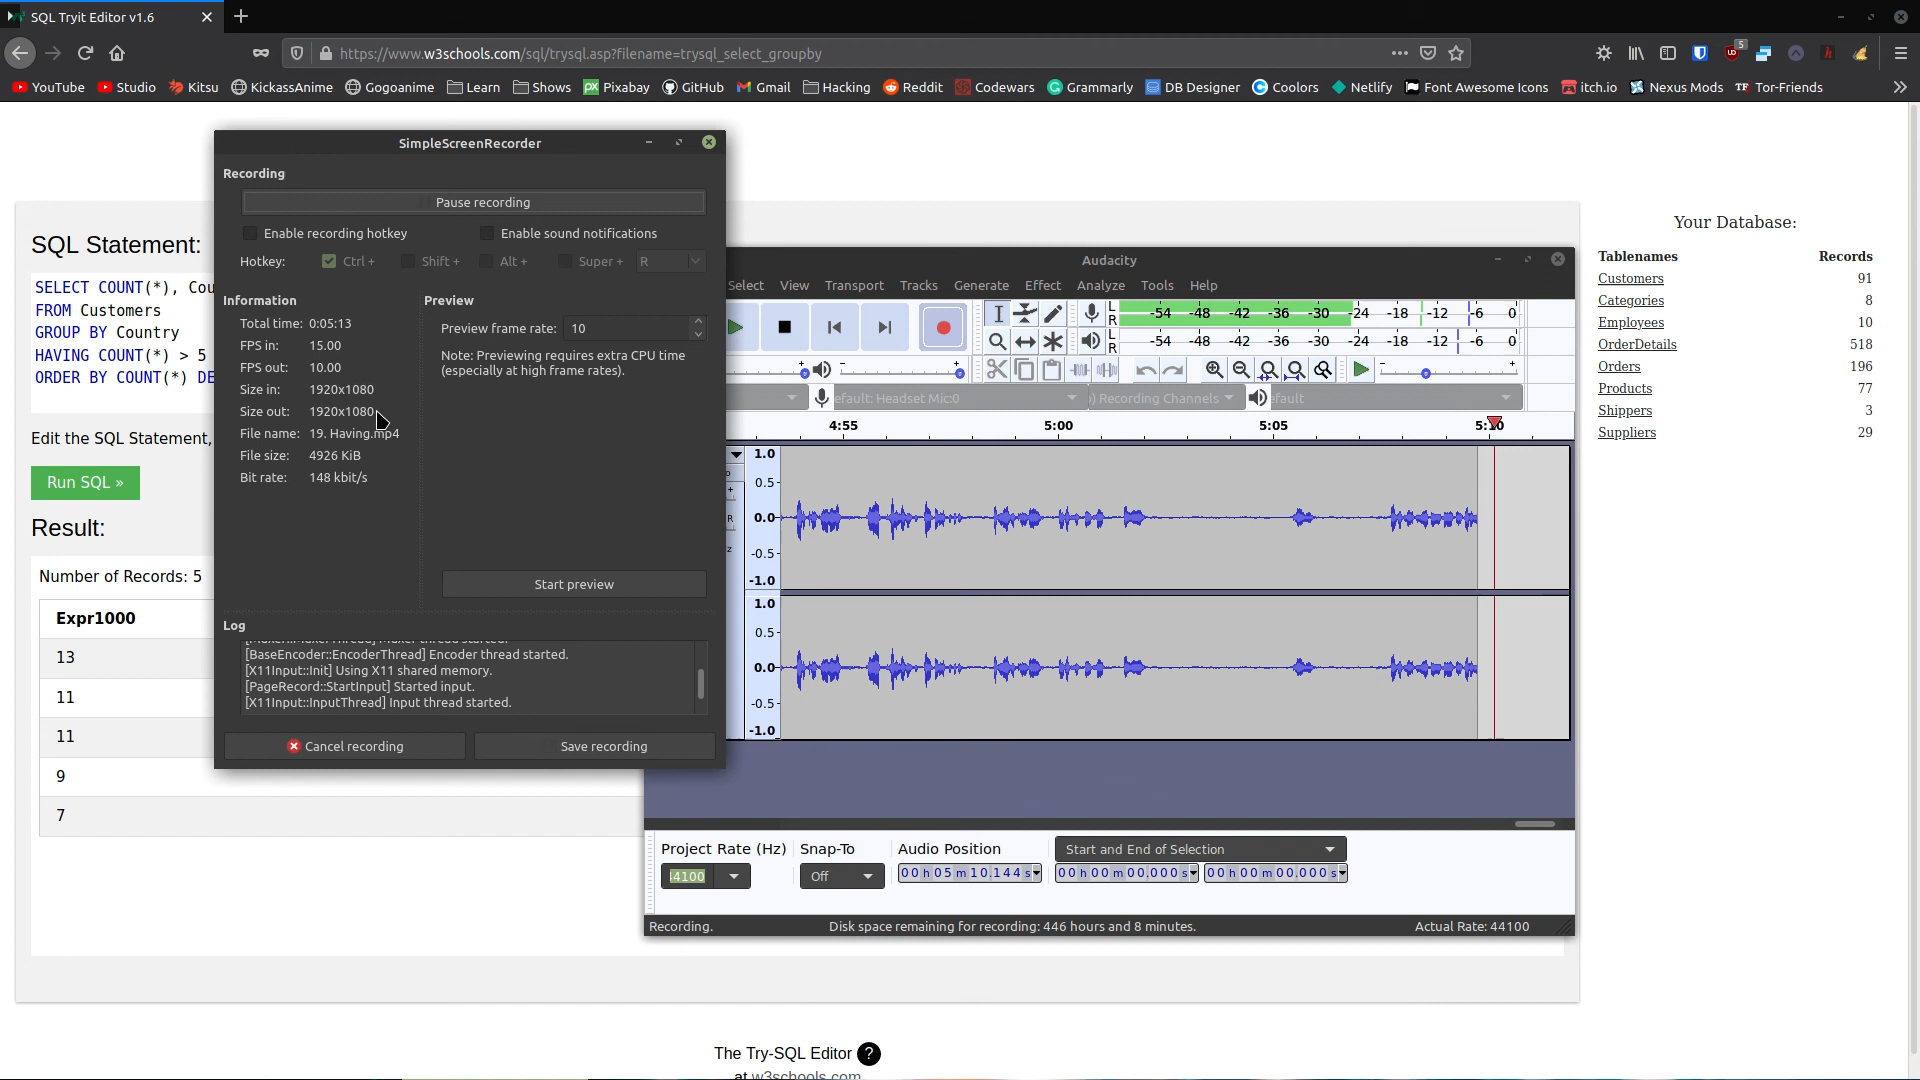 SQL Tryit Editor v1.6
https://www.w3schools.com/sql/trysql.asp?filename=trysql_select_groupby
5
YouTube Studio Kitsu KickassAnime Gogoanime Learn Shows Pixabay GitHub Gmail Hacking Reddit Codewars Grammarly DB Designer Coolors Netlify Font Awesome Icons itch.io Nexus Mods TF Tor-Friends
SQL Statement:
SELECT COUNT(*), Cou
FROM Customers
GROUP BY Country
HAVING COUNT(*) > 5
ORDER BY COUNT(*) DE
Edit the SQL Statement,
Run SQL »
Result:
Number of Records: 5
Expr1000
13
11
11
9
7
SimpleScreenRecorder
Recording
Pause recording
Enable recording hotkey Enable sound notifications
Hotkey: Ctrl + Shift + Alt + Super + R
Information
Total time: 0:05:13
FPS in: 15.00
FPS out: 10.00
Size in: 1920x1080
Size out: 1920x1080
File name: 19. Having.mp4
File size: 4926 KiB
Bit rate: 148 kbit/s
Preview
Preview frame rate: 10
Note: Previewing requires extra CPU time
(especially at high frame rates).
Start preview
Log
[BaseEncoder::EncoderThread] Encoder thread started.
[X11Input::Init] Using X11 shared memory.
[PageRecord::StartInput] Started input.
[X11Input::InputThread] Input thread started.
Cancel recording Save recording
Audacity
Select View Transport Tracks Generate Effect Analyze Tools Help
L
R
-54 -48 -42 -36 -30 -24 -18 -12 -6 0
L
R
-54 -48 -42 -36 -30 -24 -18 -12 -6 0
efault: Headset Mic:0 ) Recording Channels efault
4:55 5:00 5:05 5:10
1.0
0.5-
0.0-
-0.5-
-1.0
R
z
1.0
0.5-
0.0-
-0.5-
-1.0
Project Rate (Hz) Snap-To Audio Position Start and End of Selection
44100 Off 00 h 05 m 10.144 s 00 h 00 m 00.000 s 00 h 00 m 00.000 s
Recording. Disk space remaining for recording: 446 hours and 8 minutes. Actual Rate: 44100
Your Database:
Tablenames Records
Customers 91
Categories 8
Employees 10
OrderDetails 518
Orders 196
Products 77
Shippers 3
Suppliers 29
The Try-SQL Editor ?
at w3schools.com